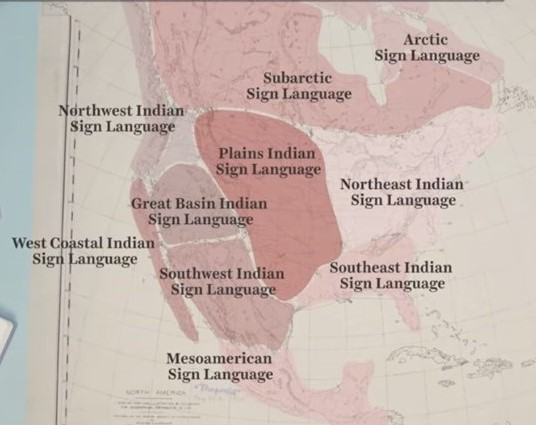 Arctic
Sign Language
Subarctic
Sign Language
Northwest Indian
Sign Language
Plains Indian
Sign Language
Northeast Indian
Sign Language
Great Basin Indian
Sign Language
West Coastal Indian
Sign Language
Southwest Indian
Sign Language
Southeast Indian
Sign Language
Mesoamerican
Sign Language
NORTH AMERICA